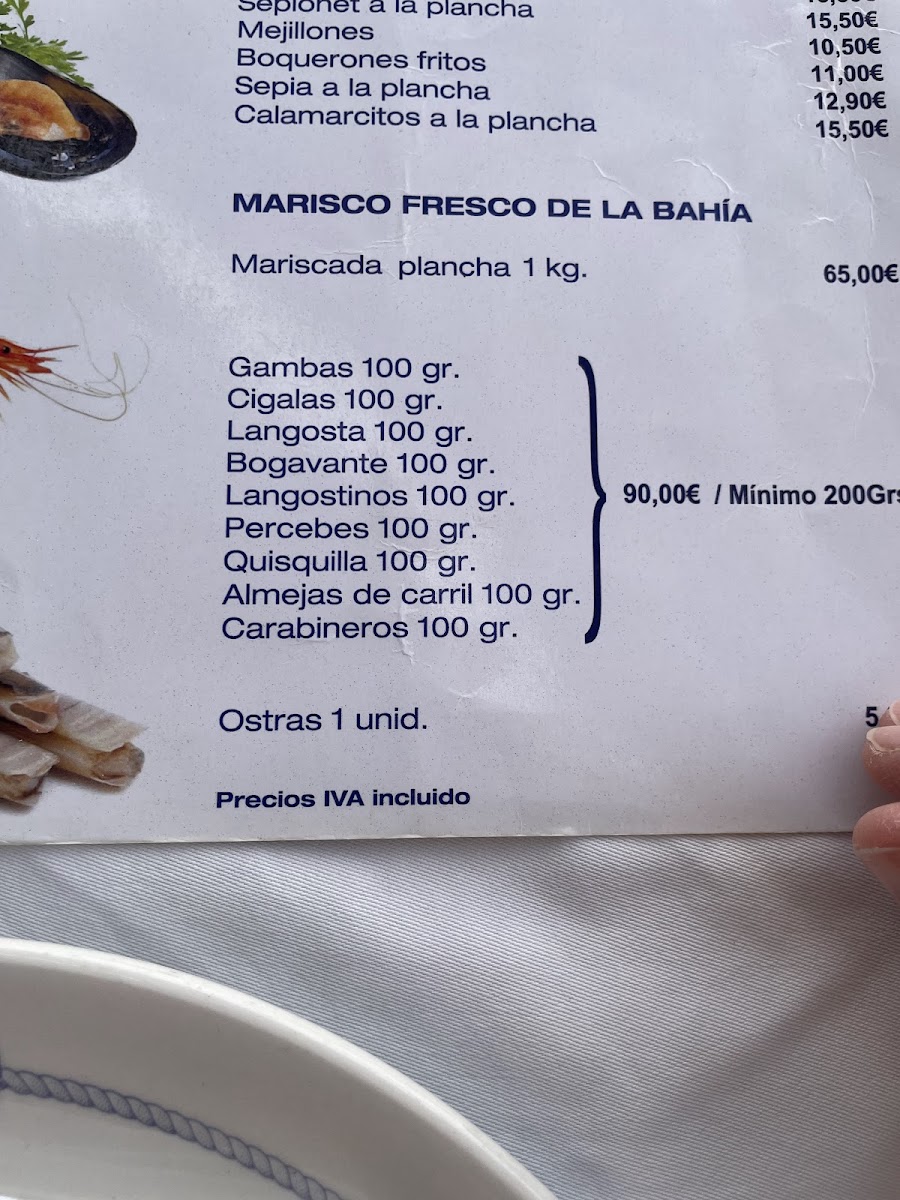 Sepionet a la plancha
15,50€
Mejillones 10,50€
Boquerones fritos 11,00€
Sepia a la plancha 12,90€
Calamarcitos a la plancha 15,50€
MARISCO FRESCO DE LA BAHÍA
Mariscada plancha 1 kg. 65,00€
Gambas 100 gr.
Cigalas 100 gr.
Langosta 100 gr.
Bogavante 100 gr.
Langostinos 100 gr.
Percebes 100 gr.
Quisquilla 100 gr.
Almejas de carril 100 gr.
Carabineros 100 gr.
90,00€ / Mínimo 200Grs
Ostras 1 unid. 5
Precios IVA incluido